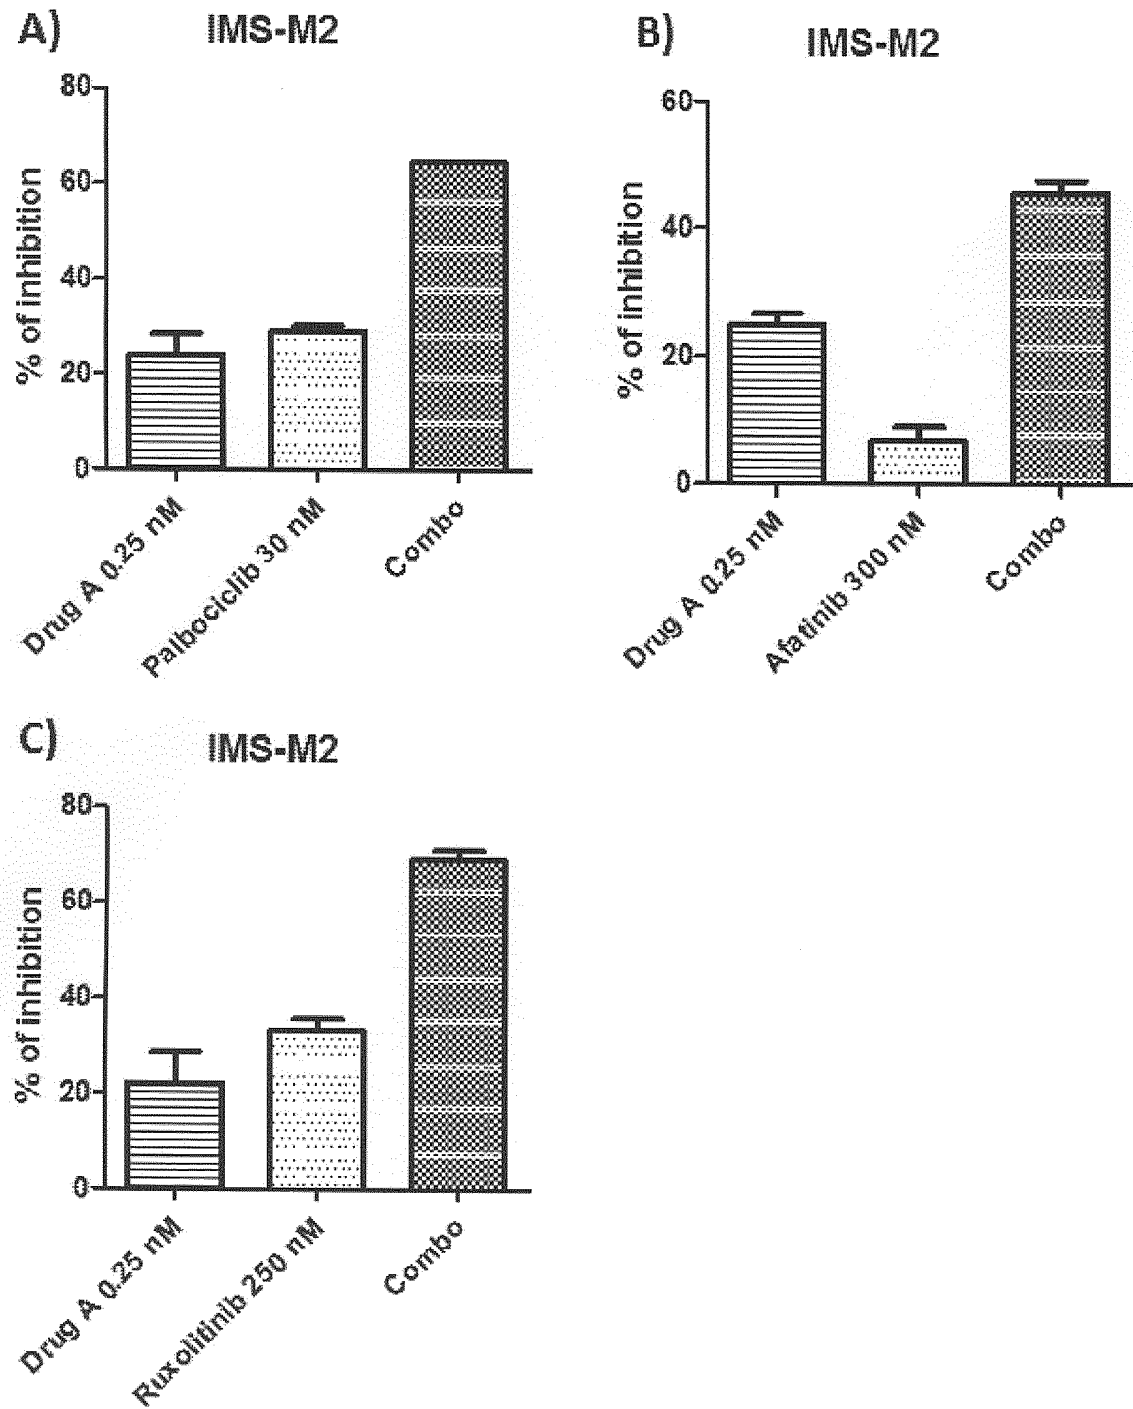 A)
IMS-M2
% of inhibition
80
60
40
20
0
Drug A 0.25 nM
Palbociclib 30 nM
Combo
B)
IMS-M2
% of inhibition
60
40
20
0
Drug A 0.25 nM
Afatinib 300 nM
Combo
C)
IMS-M2
% of inhibition
80
60
40
20
0
Drug A 0.25 nM
Ruxolitinib 250 nM
Combo